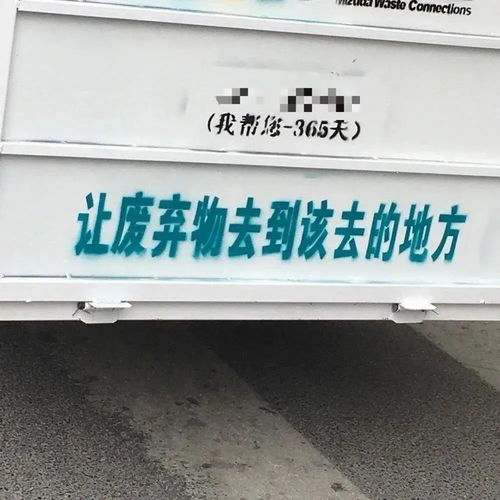 Mizuda Waste Connections
(我帮您-365天)
让废弃物去到该去的地方